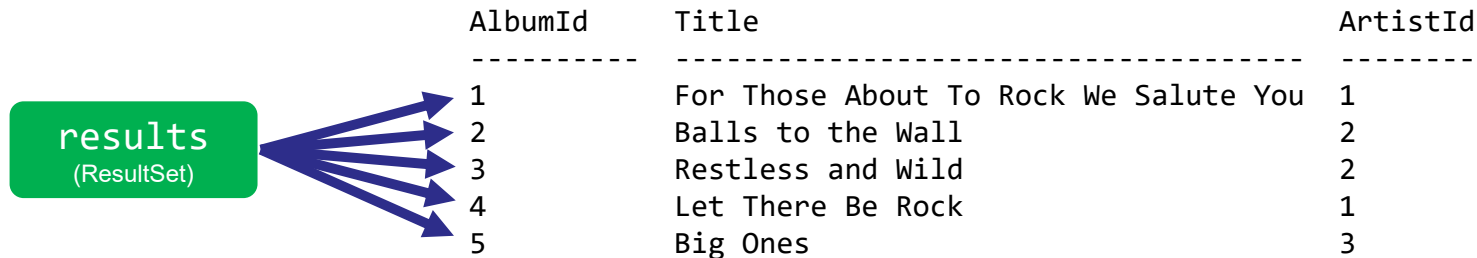 AlbumId Title ArtistId
---------- ------------------------------------- --------
results
(ResultSet)
1 For Those About To Rock We Salute You 1
2 Balls to the Wall 2
3 Restless and Wild 2
4 Let There Be Rock 1
5 Big Ones 3